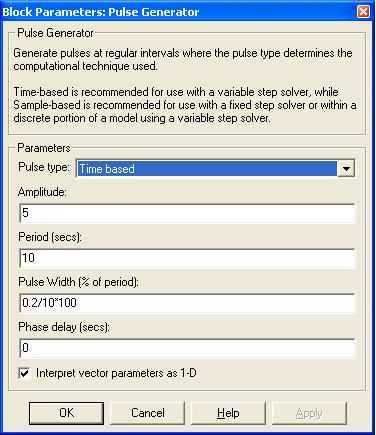 Block Parameters: Pulse Generator
Pulse Generator
Generate pulses at regular intervals where the pulse type determines the
computational technique used.
Time-based is recommended for use with a variable step solver, while
Sample-based is recommended for use with a fixed step solver or within a
discrete portion of a model using a variable step solver.
Parameters
Pulse type: Time based
Amplitude:
5
Period (secs):
10
Pulse Width (% of period):
0.2/10*100
Phase delay (secs):
0
Interpret vector parameters as 1-D
OK Cancel Help Apply